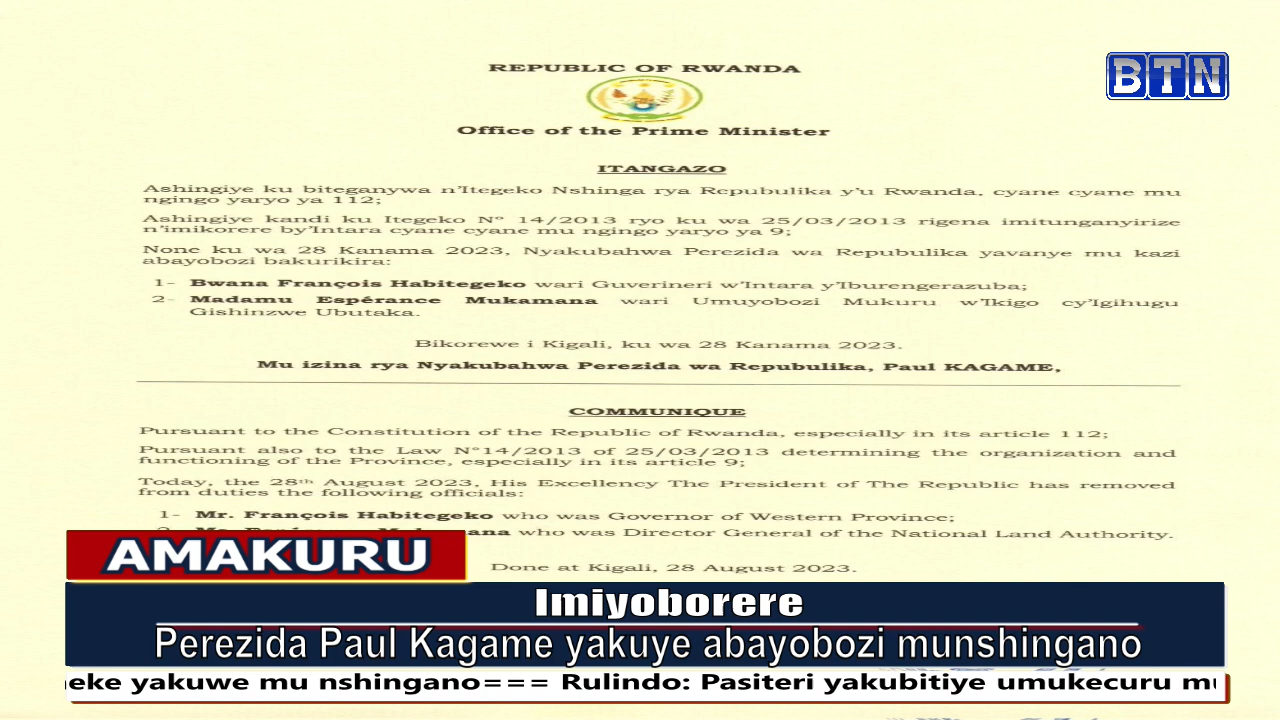 REPUBLIC OF RWANDA
BTN
Office of the Prime Minister
ITANGAZO
Ashingiye ku biteganywa n'Itegeko Nshinga rya Repubulika y'u Rwanda, cyane cyane mu
ngingo yaryo ya 112;
Ashingiye kandi ku Itegeko N° 14/2013 ryo ku wa 25/03/2013 rigena imitunganyirize
n'imikorere by'Intara cyane cyane mu ngingo yaryo ya 9;
None ku wa 28 Kanama 2023, Nyakubahwa Perezida wa Repubulika yavanye mu kazi
abayobozi bakurikira:
1- Bwana François Habitegeko wari Guverineri w'Intara y'Iburengerazuba;
2- Madamu Espérance Mukamana wari Umuyobozi Mukuru w'Ikigo cy'Igihugu
Gishinzwe Ubutaka.
Bikorewe i Kigali, ku wa 28 Kanama 2023.
Mu izina rya Nyakubahwa Perezida wa Repubulika, Paul KAGAME,
COMMUNIQUE
Pursuant to the Constitution of the Republic of Rwanda, especially in its article 112;
Pursuant also to the Law N°14/2013 of 25/03/2013 determining the organization and
functioning of the Province, especially in its article 9;
Today, the 28th August 2023, His Excellency The President of The Republic has removed
from duties the following officials:
1- Mr. François Habitegeko who was Governor of Western Province;
who was Director General of the National Land Authority.
Done at Kigali, 28 August 2023.
AMAKURU
Imiyoborere
Perezida Paul Kagame yakuye abayobozi munshingano
yakuwe mu nshingano=== Rulindo: Pasiteri yakubitiye umukecuru